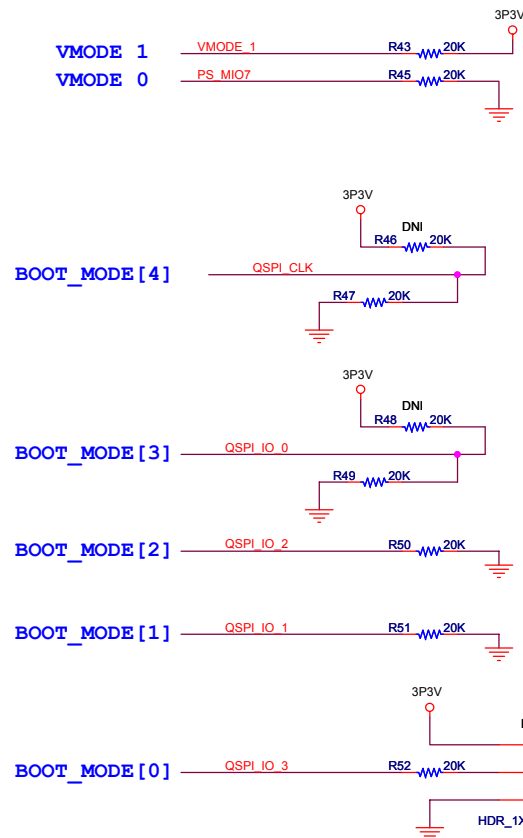 3P3V
VMODE 1 VMODE_1 R43 20K
VMODE 0 PS_MIO7 R45 20K
3P3V
DNI
R46 20K
BOOT_MODE[4] QSPI_CLK
R47 20K
3P3V
DNI
R48 20K
BOOT_MODE[3] QSPI_IO_0
R49 20K
BOOT_MODE[2] QSPI_IO_2 R50 20K
BOOT_MODE[1] QSPI_IO_1 R51 20K
3P3V
BOOT_MODE[0] QSPI_IO_3 R52 20K
HDR_1X